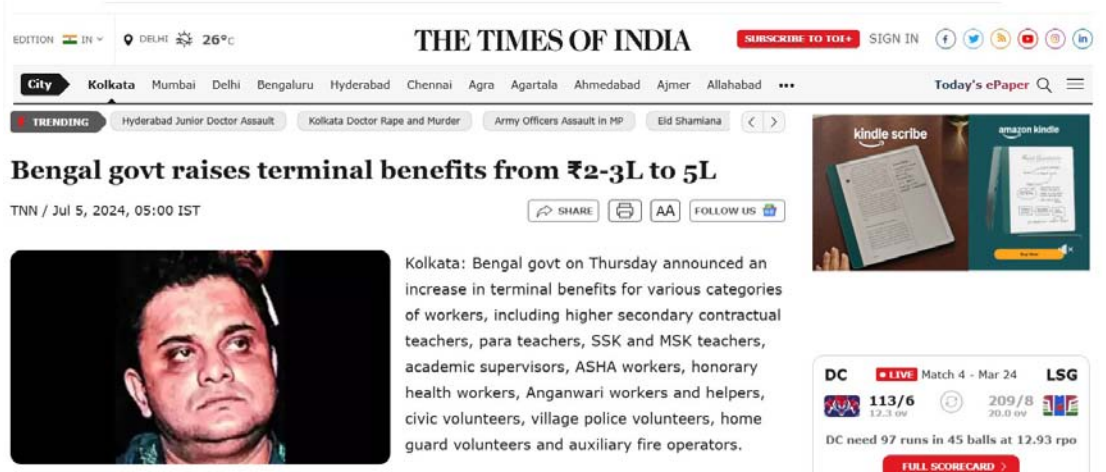 EDITION IN DELHI 26°C THE TIMES OF INDIA SUBSCRIBE TO TOI+ SIGN IN
City Kolkata Mumbai Delhi Bengaluru Hyderabad Chennai Agra Agartala Ahmedabad Ajmer Allahabad ••• Today's ePaper
TRENDING Hyderabad Junior Doctor Assault Kolkata Doctor Rape and Murder Army Officers Assault in MP Eid Shamiana
Bengal govt raises terminal benefits from ₹2-3L to 5L
TNN / Jul 5, 2024, 05:00 IST
SHARE AA FOLLOW US
Kolkata: Bengal govt on Thursday announced an
increase in terminal benefits for various categories
of workers, including higher secondary contractual
teachers, para teachers, SSK and MSK teachers,
academic supervisors, ASHA workers, honorary
health workers, Anganwari workers and helpers,
civic volunteers, village police volunteers, home
guard volunteers and auxiliary fire operators.
kindle scribe
amazon kindle
Buy Now
DC LIVE Match 4 - Mar 24 LSG
113/6 209/8
12.3 ov 20.0 ov
DC need 97 runs in 45 balls at 12.93 rpo
FULL SCORECARD